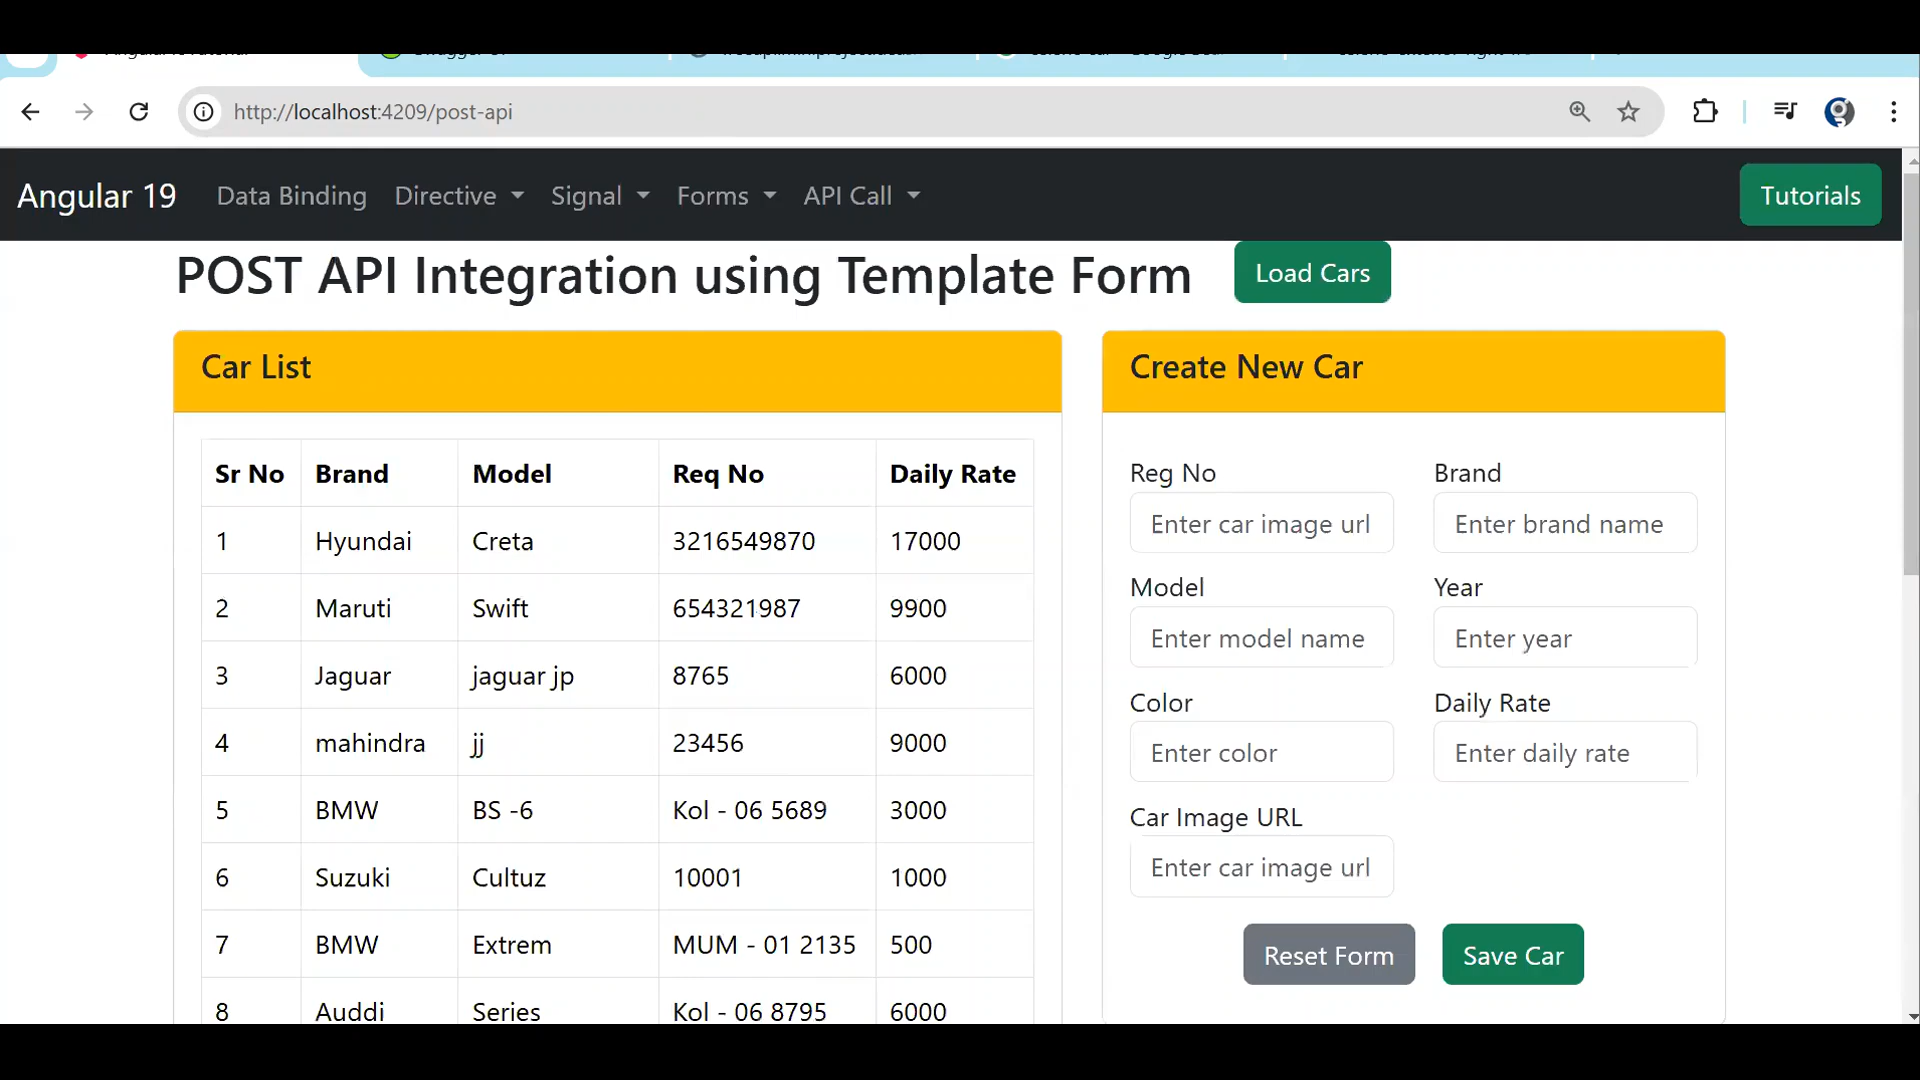 http://localhost:4209/post-api
Angular 19 Data Binding Directive Signal Forms API Call Tutorials
POST API Integration using Template Form Load Cars
Car List
Sr No Brand Model Req No Daily Rate
1 Hyundai Creta 3216549870 17000
2 Maruti Swift 654321987 9900
3 Jaguar jaguar jp 8765 6000
4 mahindra jj 23456 9000
5 BMW BS -6 Kol - 06 5689 3000
6 Suzuki Cultuz 10001 1000
7 BMW Extrem MUM - 01 2135 500
8 Auddi Series Kol - 06 8795 6000
Create New Car
Reg No Brand
Enter car image url Enter brand name
Model Year
Enter model name Enter year
Color Daily Rate
Enter color Enter daily rate
Car Image URL
Enter car image url
Reset Form Save Car